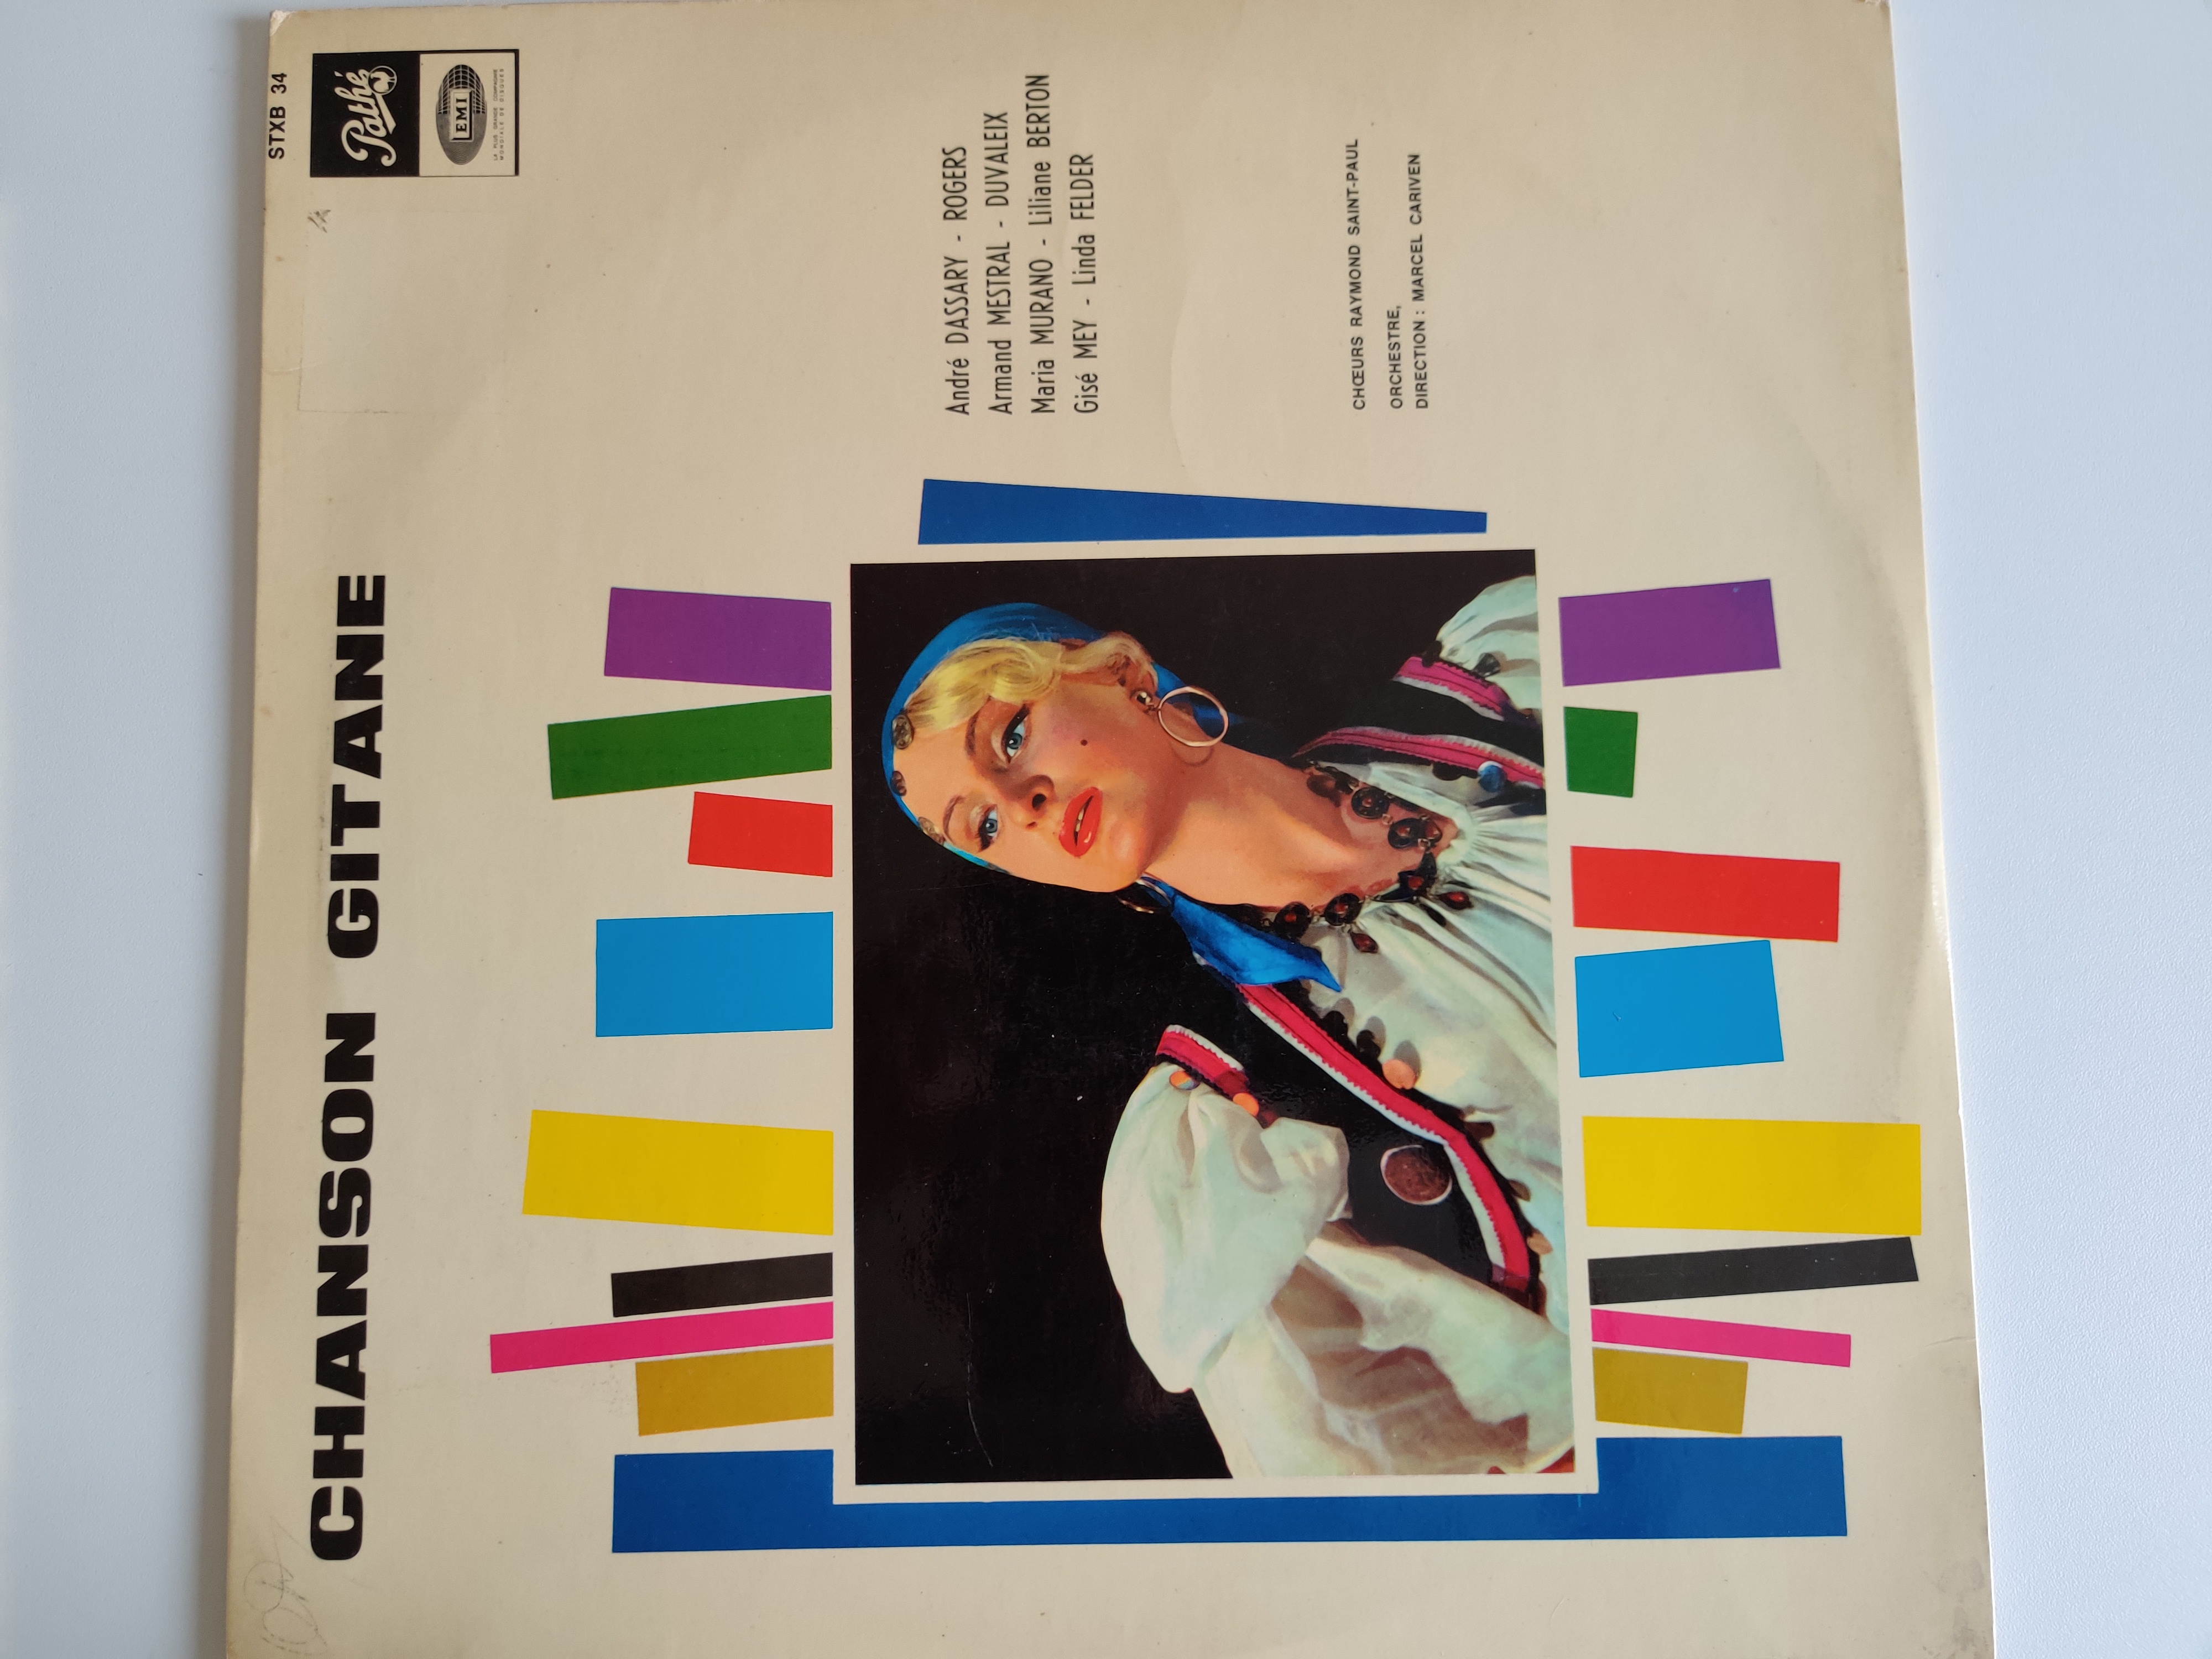 STXB 34
CHANSON GITANE
Pathé
EMI
LA PLUS GRANDE COMPAGNIE
MONDIALE DE DISQUES
André DASSARY - ROGERS
Armand MESTRAL - DUVALEIX
Maria MURANO - Liliane BERTON
Gisé MEY - Linda FELDER
CHŒURS RAYMOND SAINT-PAUL
ORCHESTRE,
DIRECTION : MARCEL CARIVEN